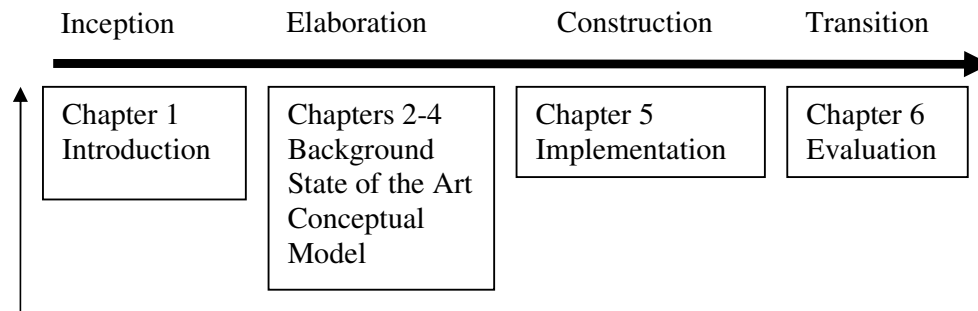 Inception Elaboration Construction Transition
Chapter 1
Introduction
Chapters 2-4
Background
State of the Art
Conceptual
Model
Chapter 5
Implementation
Chapter 6
Evaluation